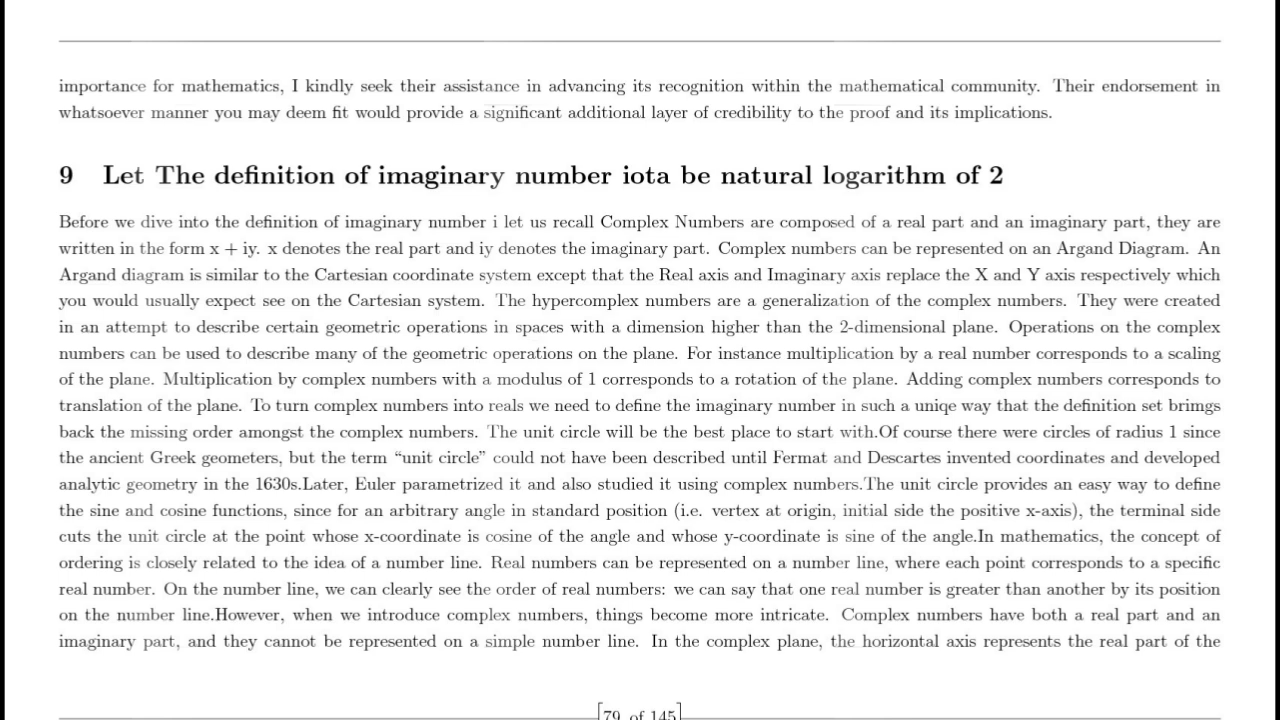 importance for mathematics, I kindly seek their assistance in advancing its recognition within the mathematical community. Their endorsement in
whatsoever manner you may deem fit would provide a significant additional layer of credibility to the proof and its implications.
9 Let The definition of imaginary number iota be natural logarithm of 2
Before we dive into the definition of imaginary number i let us recall Complex Numbers are composed of a real part and an imaginary part, they are
written in the form x + iy. x denotes the real part and iy denotes the imaginary part. Complex numbers can be represented on an Argand Diagram. An
Argand diagram is similar to the Cartesian coordinate system except that the Real axis and Imaginary axis replace the X and Y axis respectively which
you would usually expect see on the Cartesian system. The hypercomplex numbers are a generalization of the complex numbers. They were created
in an attempt to describe certain geometric operations in spaces with a dimension higher than the 2-dimensional plane. Operations on the complex
numbers can be used to describe many of the geometric operations on the plane. For instance multiplication by a real number corresponds to a scaling
of the plane. Multiplication by complex numbers with a modulus of 1 corresponds to a rotation of the plane. Adding complex numbers corresponds to
translation of the plane. To turn complex numbers into reals we need to define the imaginary number in such a uniqe way that the definition set brimgs
back the missing order amongst the complex numbers. The unit circle will be the best place to start with.Of course there were circles of radius 1 since
the ancient Greek geometers, but the term “unit circle” could not have been described until Fermat and Descartes invented coordinates and developed
analytic geometry in the 1630s.Later, Euler parametrized it and also studied it using complex numbers.The unit circle provides an easy way to define
the sine and cosine functions, since for an arbitrary angle in standard position (i.e. vertex at origin, initial side the positive x-axis), the terminal side
cuts the unit circle at the point whose x-coordinate is cosine of the angle and whose y-coordinate is sine of the angle.In mathematics, the concept of
ordering is closely related to the idea of a number line. Real numbers can be represented on a number line, where each point corresponds to a specific
real number. On the number line, we can clearly see the order of real numbers: we can say that one real number is greater than another by its position
on the number line.However, when we introduce complex numbers, things become more intricate. Complex numbers have both a real part and an
imaginary part, and they cannot be represented on a simple number line. In the complex plane, the horizontal axis represents the real part of the
79 of 145